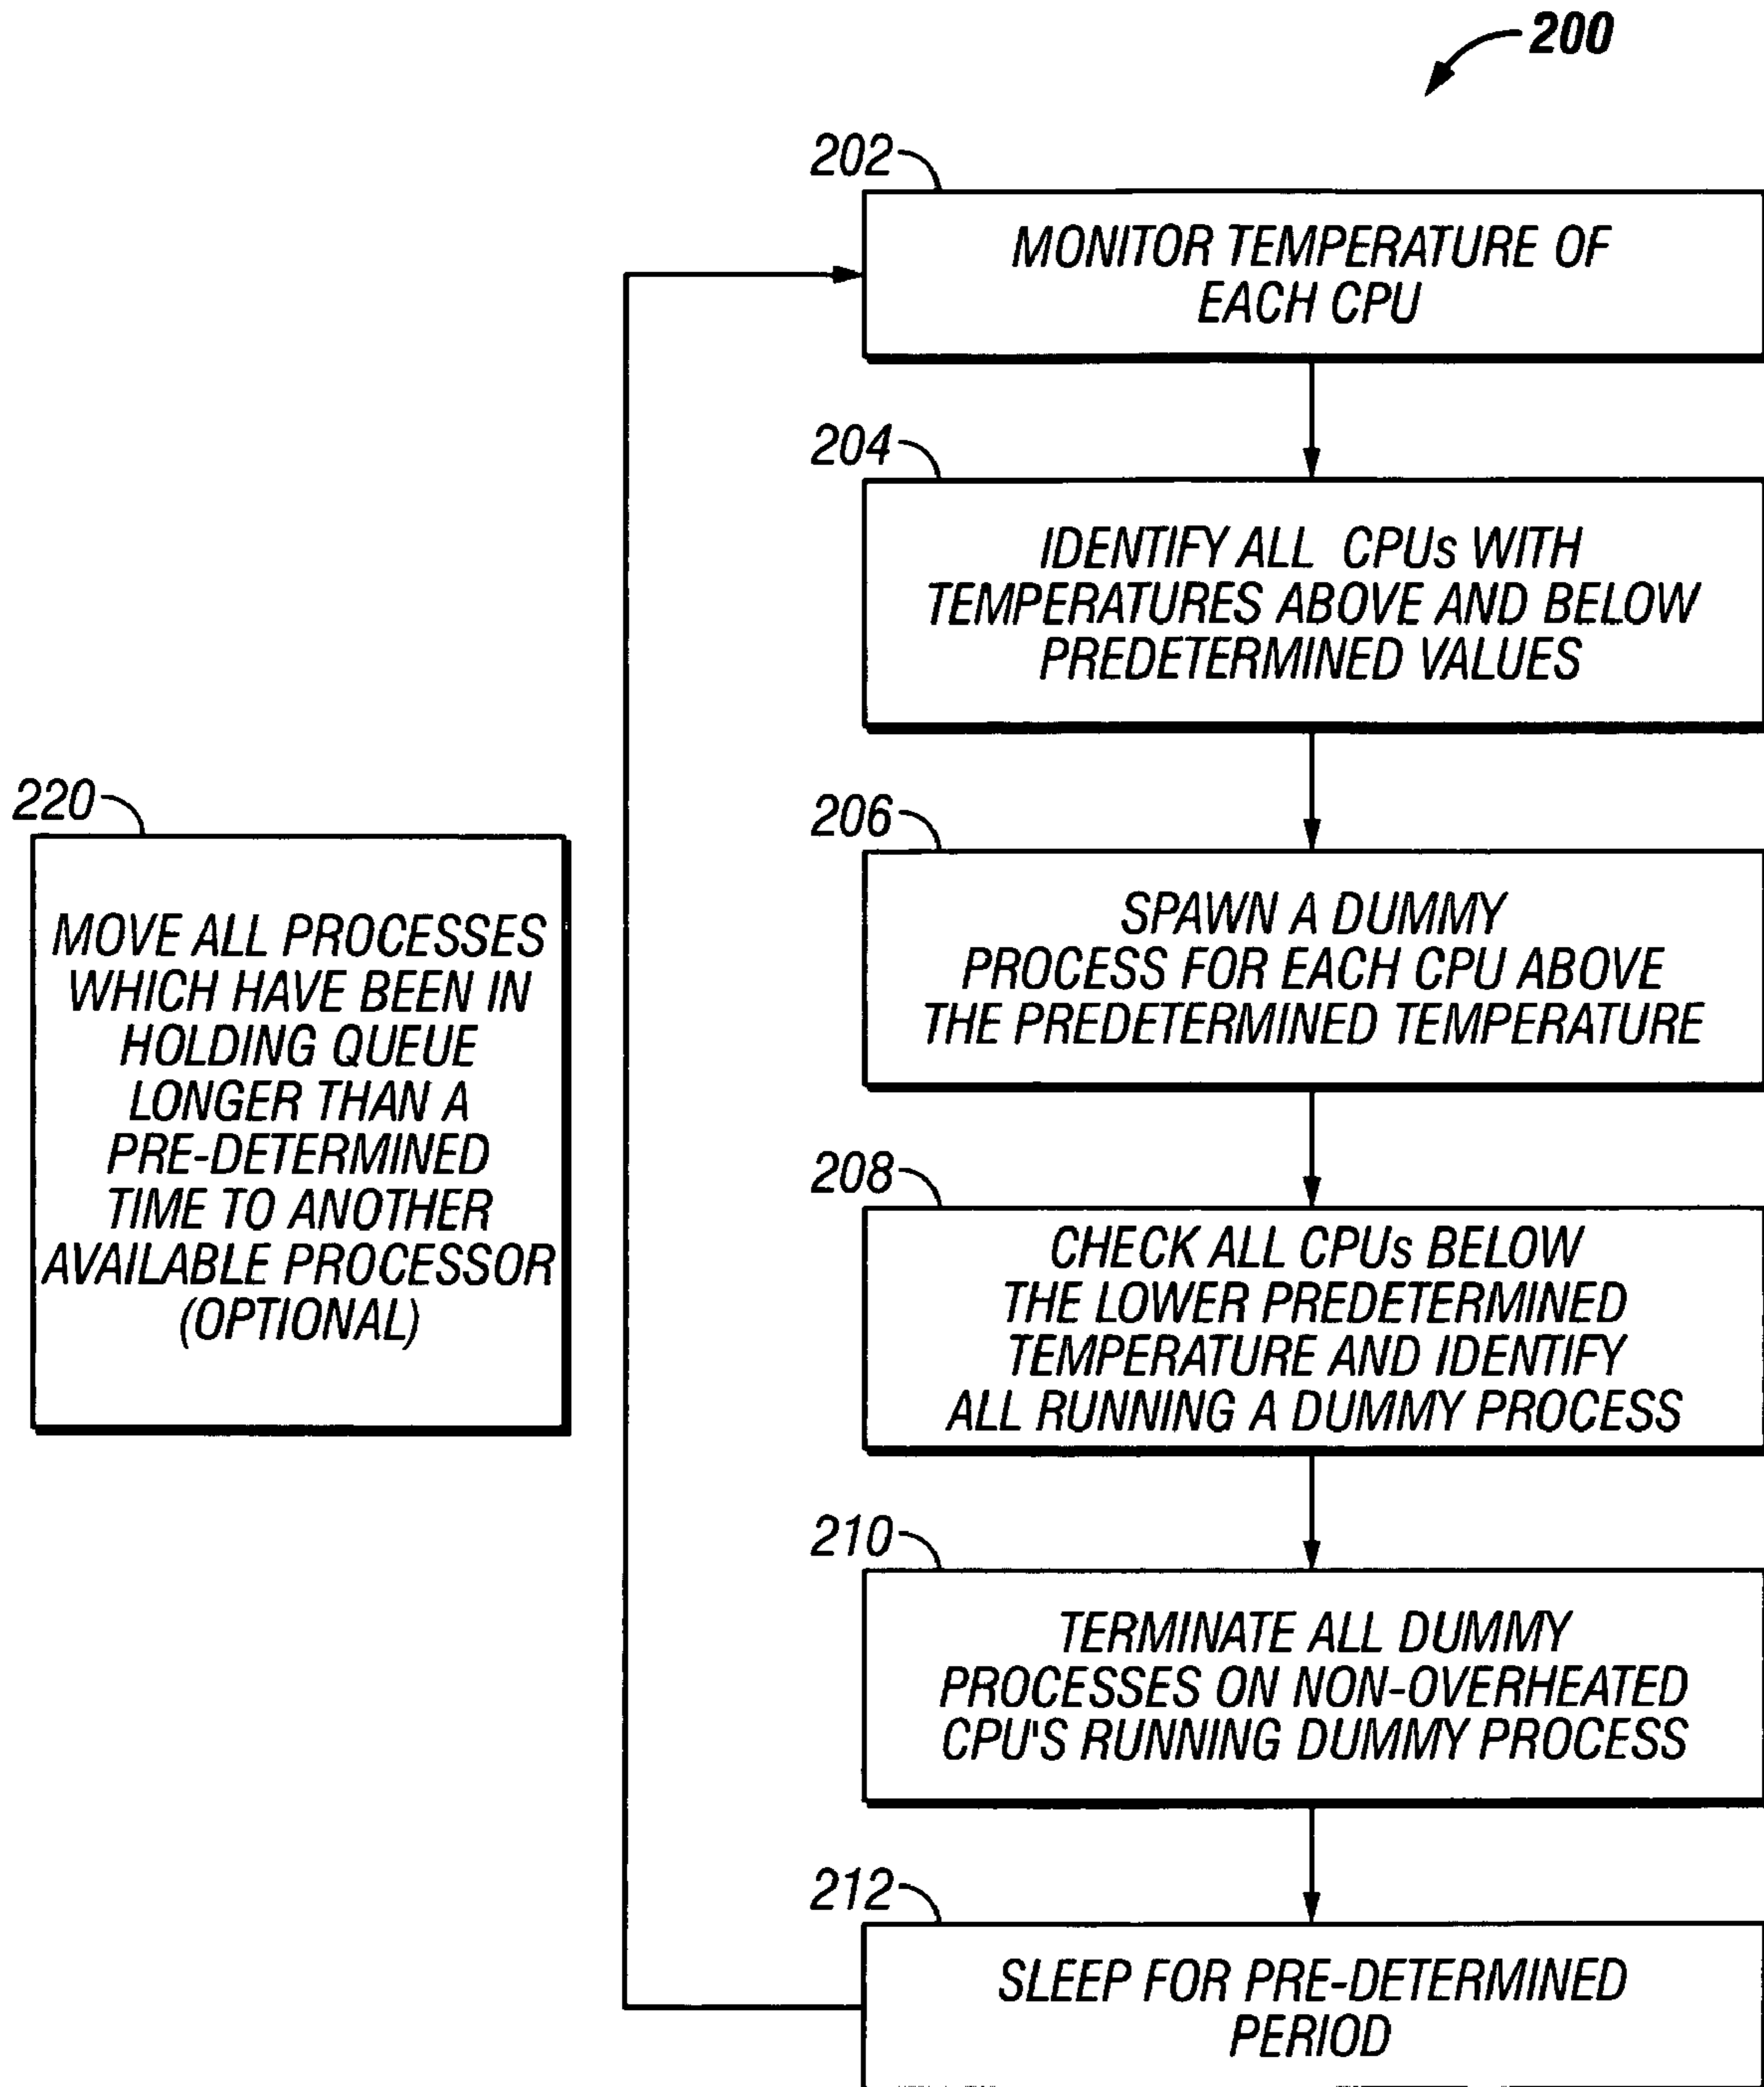 200
202
MONITOR TEMPERATURE OF
EACH CPU
204
IDENTIFY ALL CPUs WITH
TEMPERATURES ABOVE AND BELOW
PREDETERMINED VALUES
220
MOVE ALL PROCESSES
WHICH HAVE BEEN IN
HOLDING QUEUE
LONGER THAN A
PRE-DETERMINED
TIME TO ANOTHER
AVAILABLE PROCESSOR
(OPTIONAL)
206
SPAWN A DUMMY
PROCESS FOR EACH CPU ABOVE
THE PREDETERMINED TEMPERATURE
208
CHECK ALL CPUs BELOW
THE LOWER PREDETERMINED
TEMPERATURE AND IDENTIFY
ALL RUNNING A DUMMY PROCESS
210
TERMINATE ALL DUMMY
PROCESSES ON NON-OVERHEATED
CPU'S RUNNING DUMMY PROCESS
212
SLEEP FOR PRE-DETERMINED
PERIOD